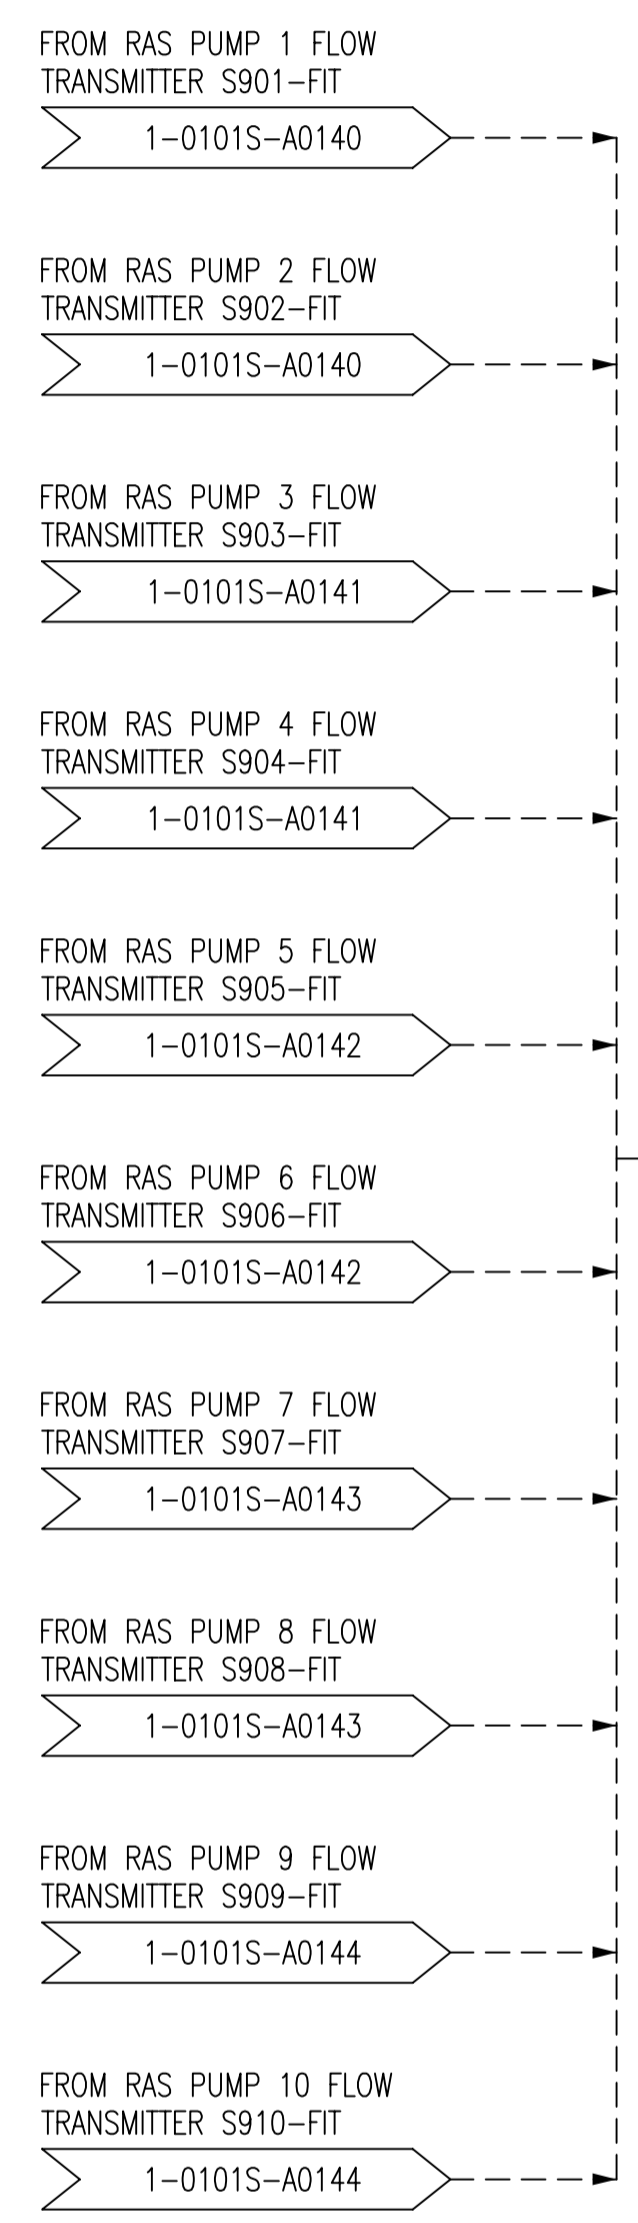 FROM RAS PUMP 1 FLOW
TRANSMITTER S901-FIT
1-0101S-A0140
FROM RAS PUMP 2 FLOW
TRANSMITTER S902-FIT
1-0101S-A0140
FROM RAS PUMP 3 FLOW
TRANSMITTER S903-FIT
1-0101S-A0141
FROM RAS PUMP 4 FLOW
TRANSMITTER S904-FIT
1-0101S-A0141
FROM RAS PUMP 5 FLOW
TRANSMITTER S905-FIT
1-0101S-A0142
FROM RAS PUMP 6 FLOW
TRANSMITTER S906-FIT
1-0101S-A0142
FROM RAS PUMP 7 FLOW
TRANSMITTER S907-FIT
1-0101S-A0143
FROM RAS PUMP 8 FLOW
TRANSMITTER S908-FIT
1-0101S-A0143
FROM RAS PUMP 9 FLOW
TRANSMITTER S909-FIT
1-0101S-A0144
FROM RAS PUMP 10 FLOW
TRANSMITTER S910-FIT
1-0101S-A0144